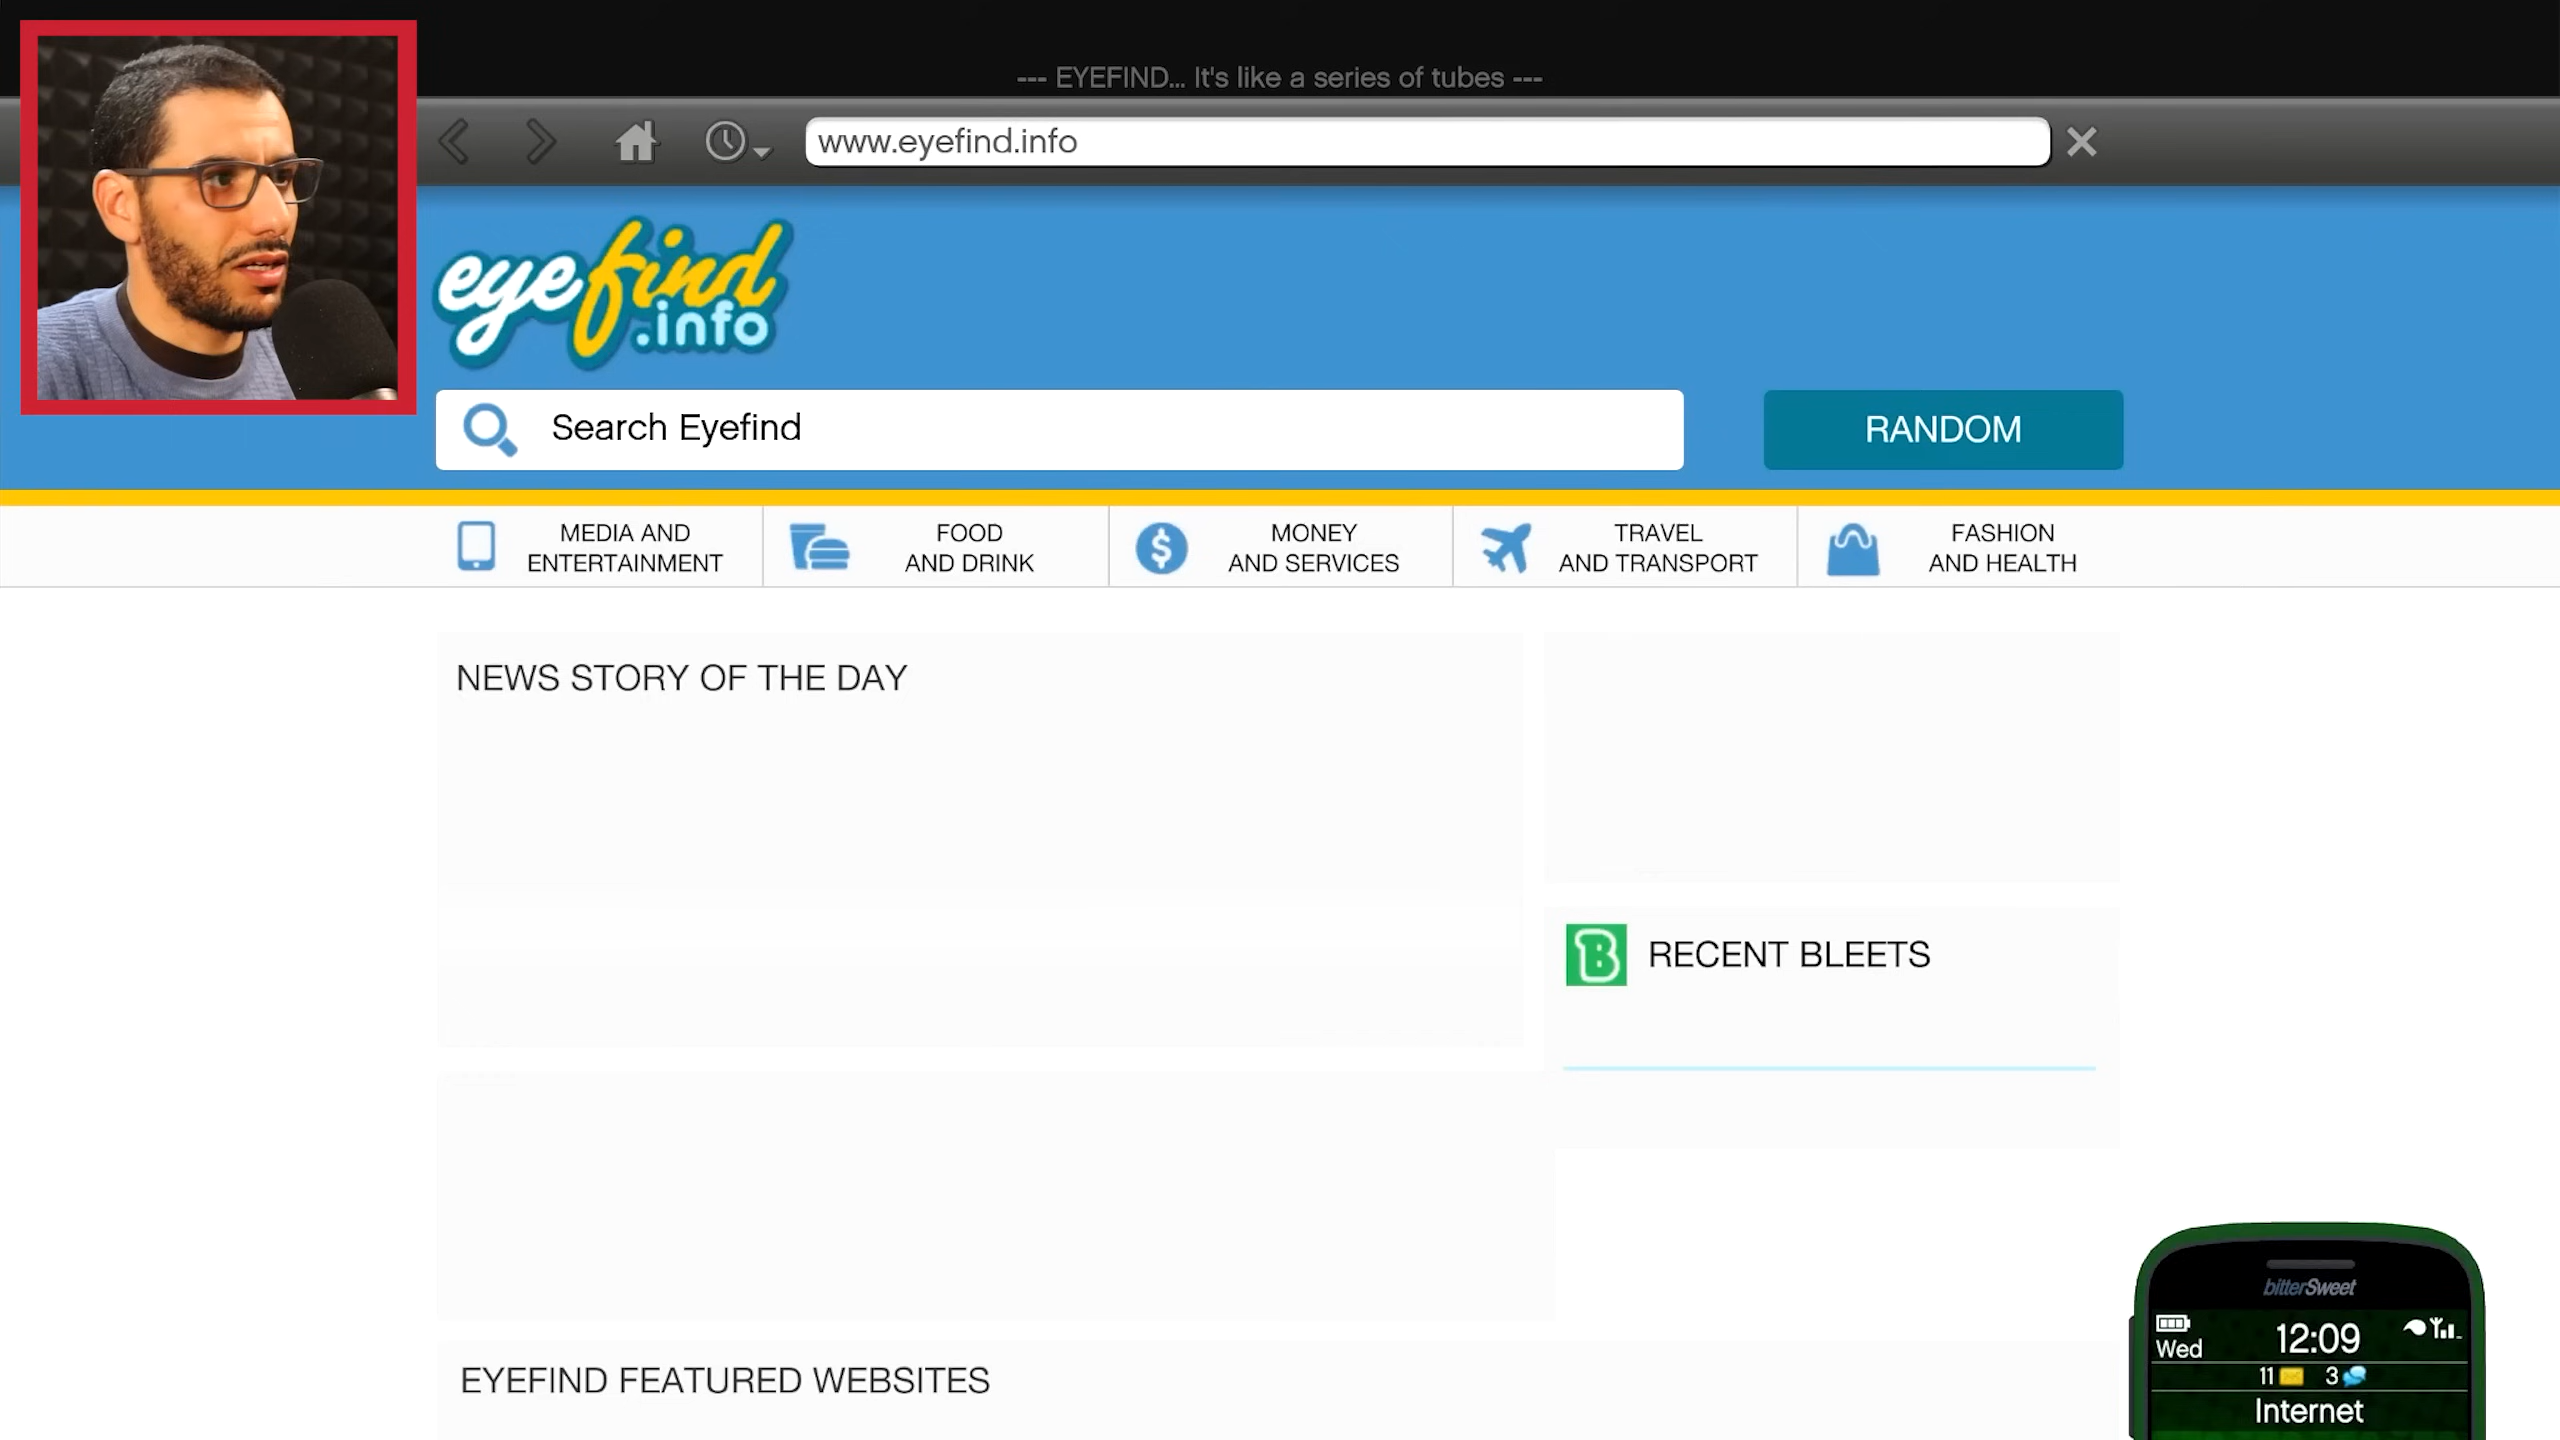 --- EYEFIND... It's like a series of tubes ---
www.eyefind.info
eyefind
.info
Search Eyefind
RANDOM
MEDIA AND
ENTERTAINMENT
FOOD
AND DRINK
MONEY
AND SERVICES
TRAVEL
AND TRANSPORT
FASHION
AND HEALTH
NEWS STORY OF THE DAY
B RECENT BLEETS
EYEFIND FEATURED WEBSITES
bitterSweet
Wed 12:09
11 3
Internet